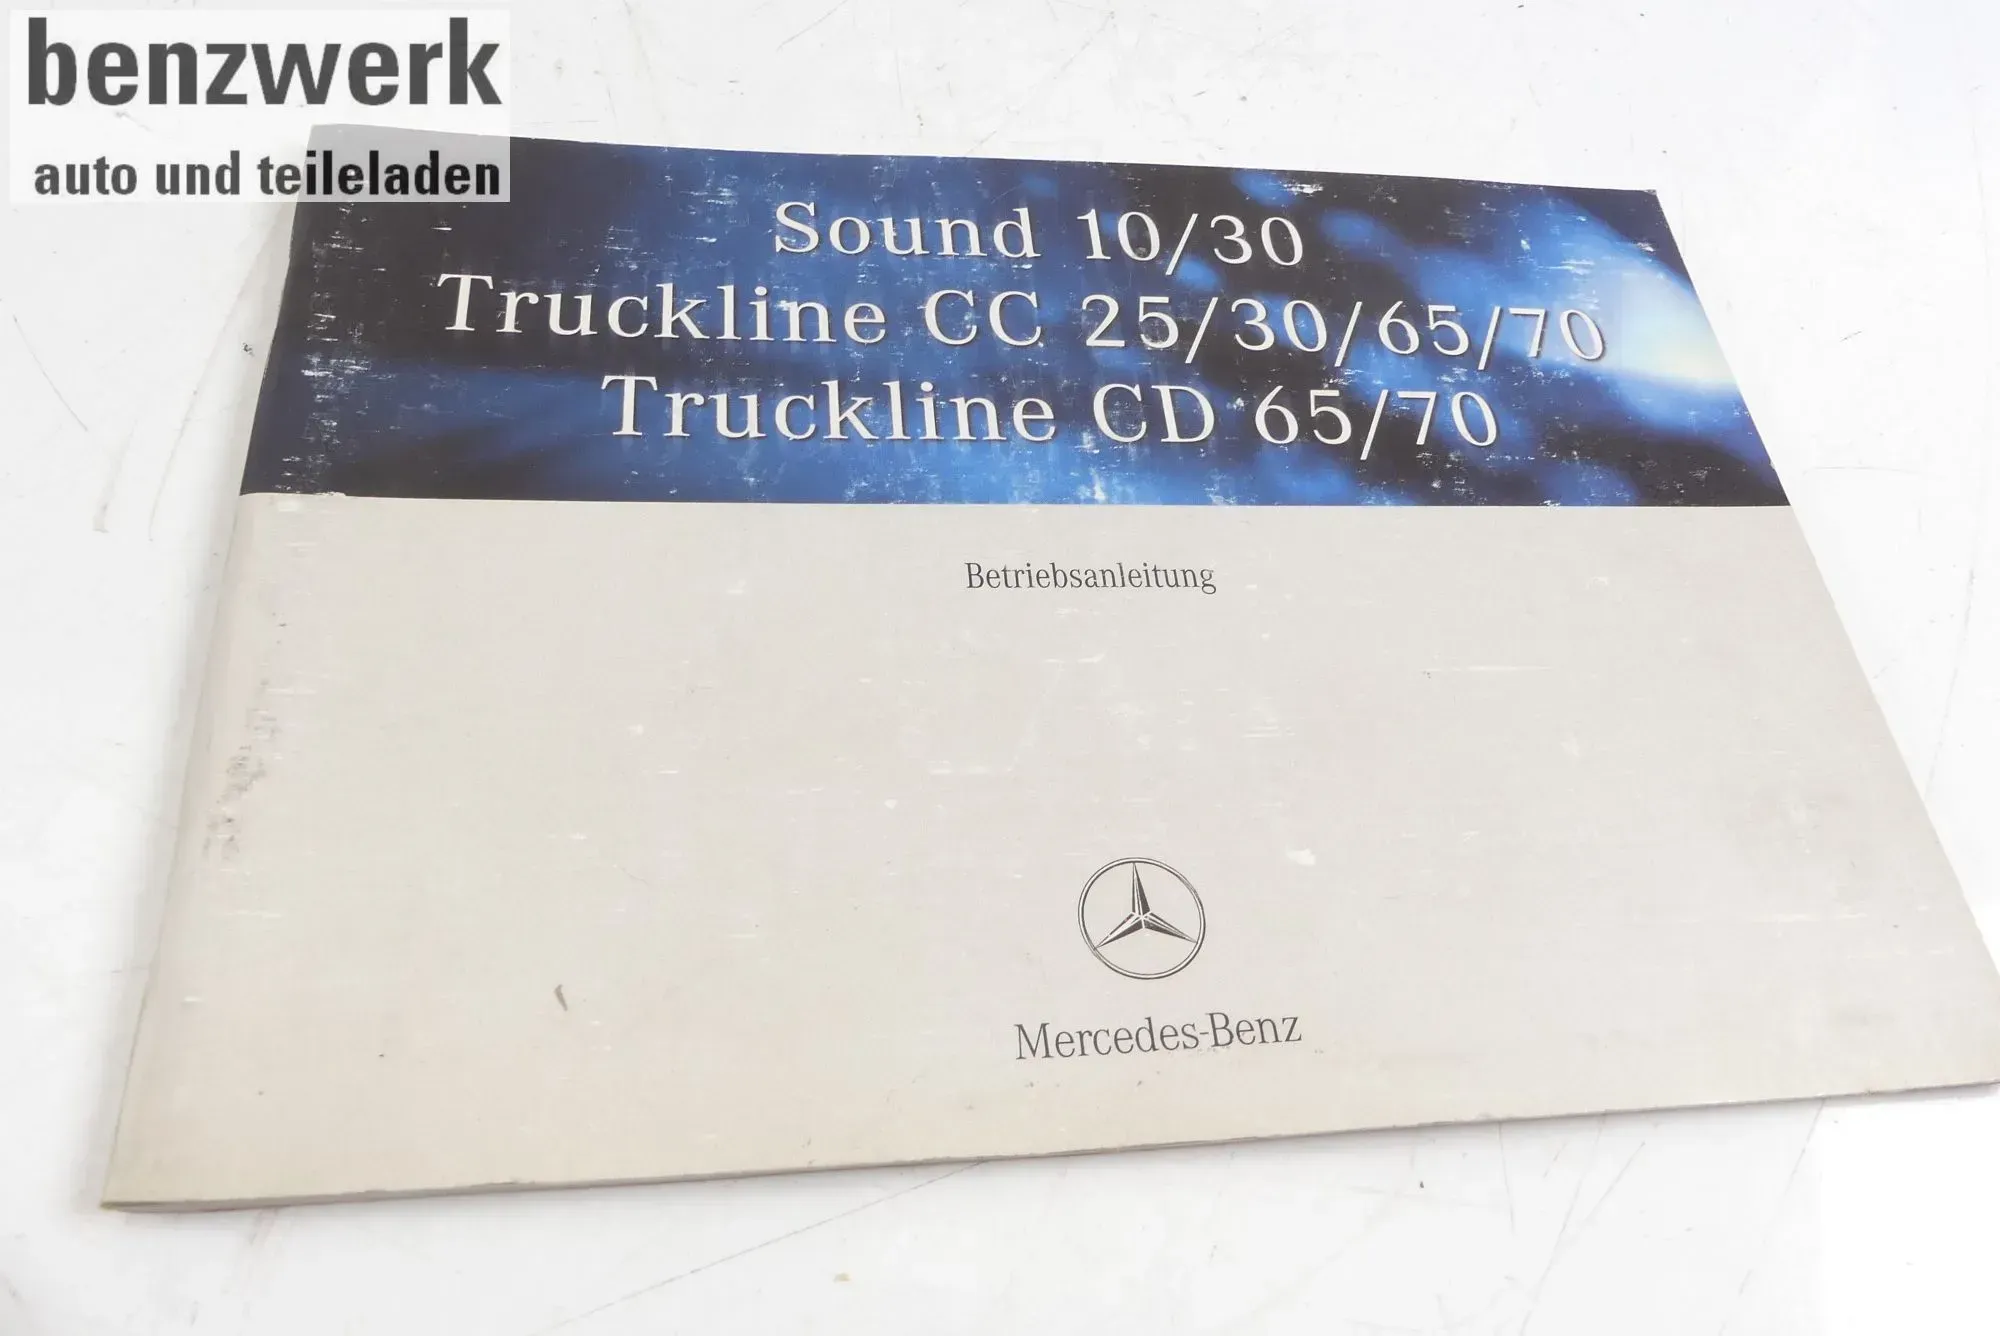 benzwerk
auto und teileladen
Sound 10/30
Truckline CC 25/30/65/70
Truckline CD 65/70
Betriebsanleitung
Mercedes-Benz